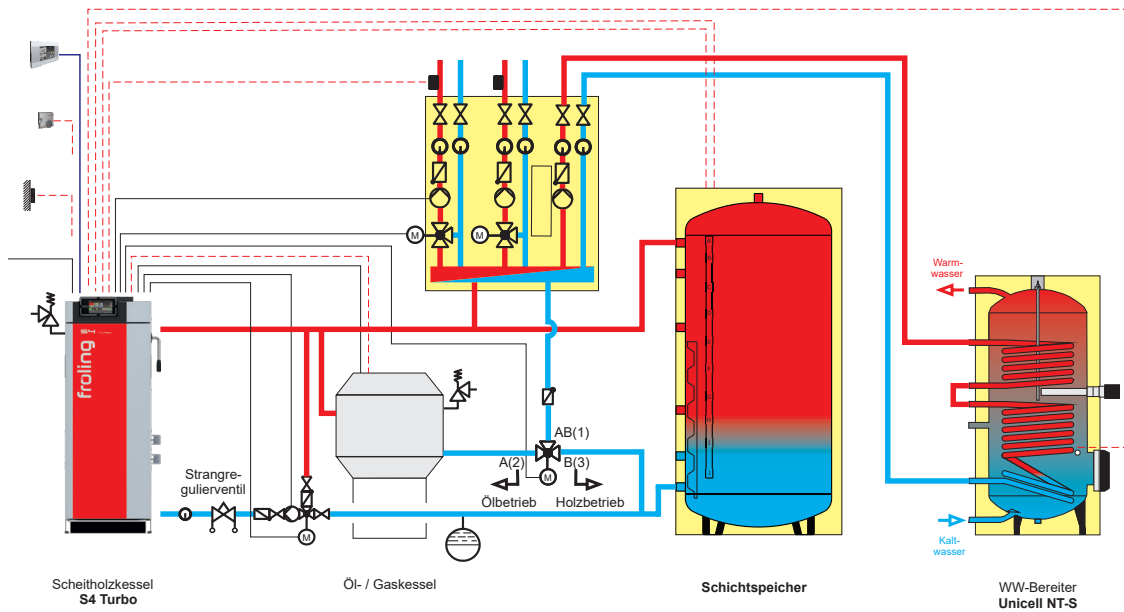 Warm-
wasser
S4
froling
AB(1)
A(2)
B(3)
Ölbetrieb
Holzbetrieb
Strangre-
gulierventil
M
M
M
M
Kalt-
wasser
Scheitholzkessel
S4 Turbo
Öl- / Gaskessel
Schichtspeicher
WW-Bereiter
Unicell NT-S